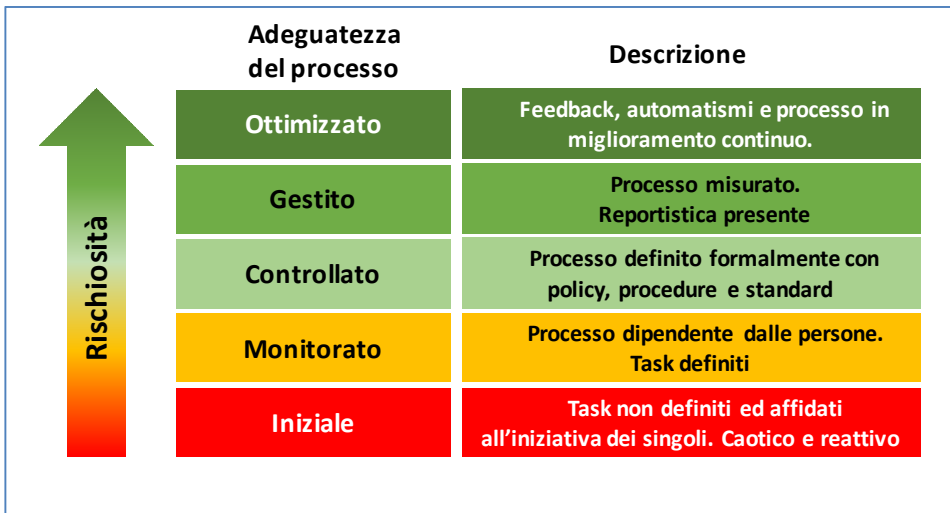 Adeguatezza
del processo
Descrizione
Rischiosità
Ottimizzato
Feedback, automatismi e processo in
miglioramento continuo.
Gestito
Processo misurato.
Reportistica presente
Controllato
Processo definito formalmente con
policy, procedure e standard
Monitorato
Processo dipendente dalle persone.
Task definiti
Iniziale
Task non definiti ed affidati
all’iniziativa dei singoli. Caotico e reattivo